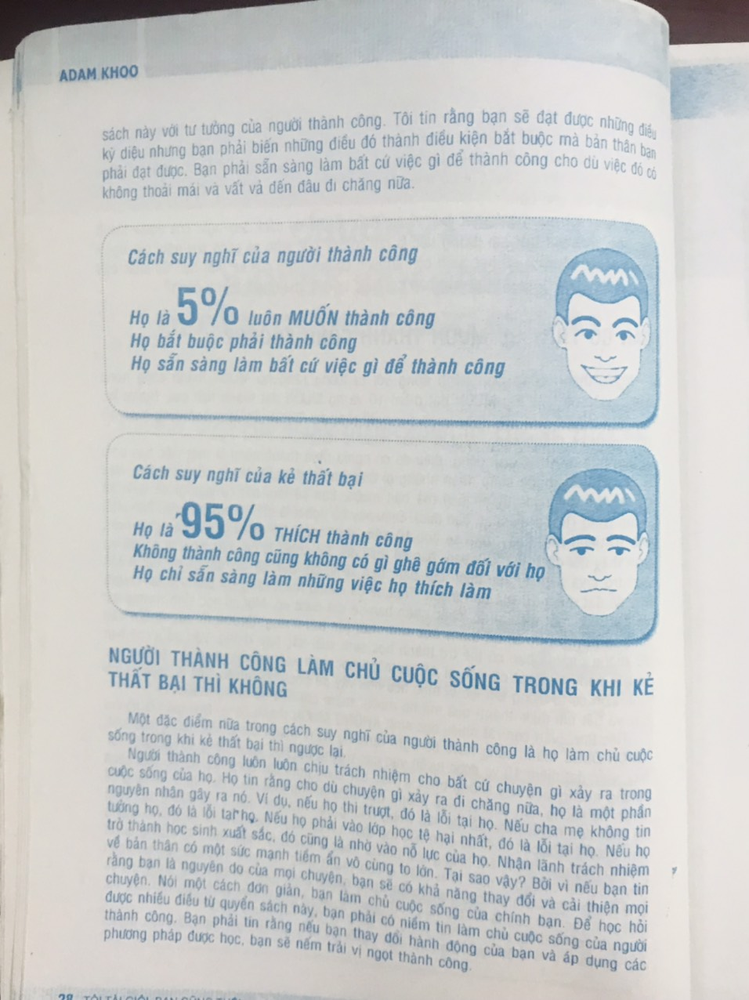 ADAM KHOO
sách này với tư tưởng của người thành công. Tôi tin rằng bạn sẽ đạt được những điều
kỳ diệu nhưng bạn phải biến những điều đó thành điều kiện bắt buộc mà bản thân bạn
phải đạt được. Bạn phải sẵn sàng làm bất cứ việc gì để thành công cho dù việc đó có
không thoải mái và vất vả đến đâu đi chăng nữa.
Cách suy nghĩ của người thành công
Họ là 5% luôn MUỐN thành công
Họ bắt buộc phải thành công
Họ sẵn sàng làm bất cứ việc gì để thành công
Cách suy nghĩ của kẻ thất bại
Họ là 95% THÍCH thành công
Không thành công cũng không có gì ghê gớm đối với họ
Họ chỉ sẵn sàng làm những việc họ thích làm
NGƯỜI THÀNH CÔNG LÀM CHỦ CUỘC SỐNG TRONG KHI KẺ
THẤT BẠI THÌ KHÔNG
Một đặc điểm nữa trong cách suy nghĩ của người thành công là họ làm chủ cuộc
sống trong khi kẻ thất bại thì ngược lại.
Người thành công luôn luôn chịu trách nhiệm cho bất cứ chuyện gì xảy ra trong
cuộc sống của họ. Họ tin rằng cho dù chuyện gì xảy ra đi chăng nữa, họ là một phần
nguyên nhân gây ra nó. Ví dụ, nếu họ thi trượt, đó là lỗi tại họ. Nếu cha mẹ không tin
tưởng họ, đó là lỗi tại họ. Nếu họ phải vào lớp học tệ hại nhất, đó là lỗi tại họ. Nếu họ
trở thành học sinh xuất sắc, đó cũng là nhờ vào nỗ lực của họ. Nhận lãnh trách nhiệm
về bản thân có một sức mạnh tiềm ẩn vô cùng to lớn. Tại sao vậy? Bởi vì nếu bạn tin
rằng bạn là nguyên do của mọi chuyện, bạn sẽ có khả năng thay đổi và cải thiện mọi
chuyện. Nói một cách đơn giản, bạn làm chủ cuộc sống của chính bạn. Để học hỏi
được nhiều điều từ quyển sách này, bạn phải có niềm tin làm chủ cuộc sống của người
thành công. Bạn phải tin rằng nếu bạn thay đổi hành động của bạn và áp dụng các
phương pháp được học, bạn sẽ nếm trải vị ngọt thành công.
28